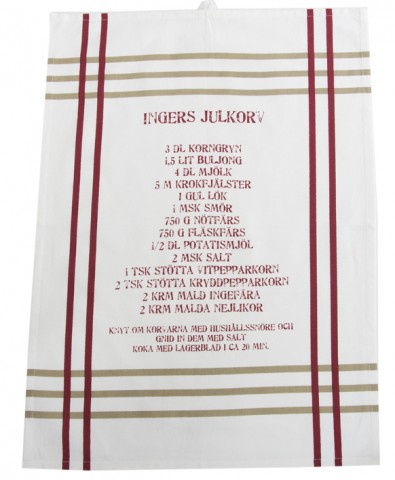 INGERS JULKORV
3 DL KORNGRYN
1,5 LIT BULJONG
4 DL MJÖLK
5 M KROKFJÄLSTER
1 GUL LÖK
1 MSK SMÖR
750 G NÖTFÄRS
750 G FLÄSKFÄRS
1/2 DL POTATISMJÖL
2 MSK SALT
1 TSK STÖTTA VITPEPPARKORN
2 TSK STÖTTA KRYDDPEPPARKORN
2 KRM MALD INGEFÄRA
2 KRM MALDA NEJLIKOR
KNYT OM KORVARNA MED HUSHÅLLSSNÖRE OCH
GNID IN DEM MED SALT
KOKA MED LAGERBLAD I CA 20 MIN.